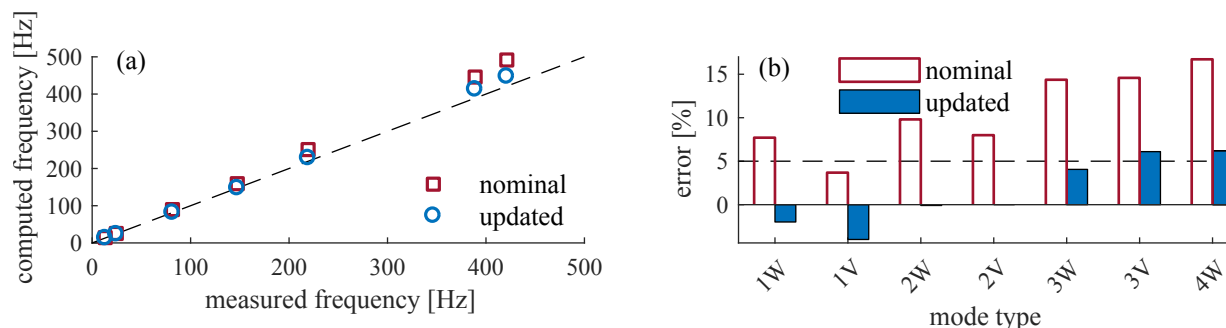 computed frequency [Hz]
500
400
300
200
100
0
(a)
nominal
updated
0 100 200 300 400 500
measured frequency [Hz]
error [%]
15
10
5
0
(b)
nominal
updated
1W 1V 2W 2V 3W 3V 4W
mode type